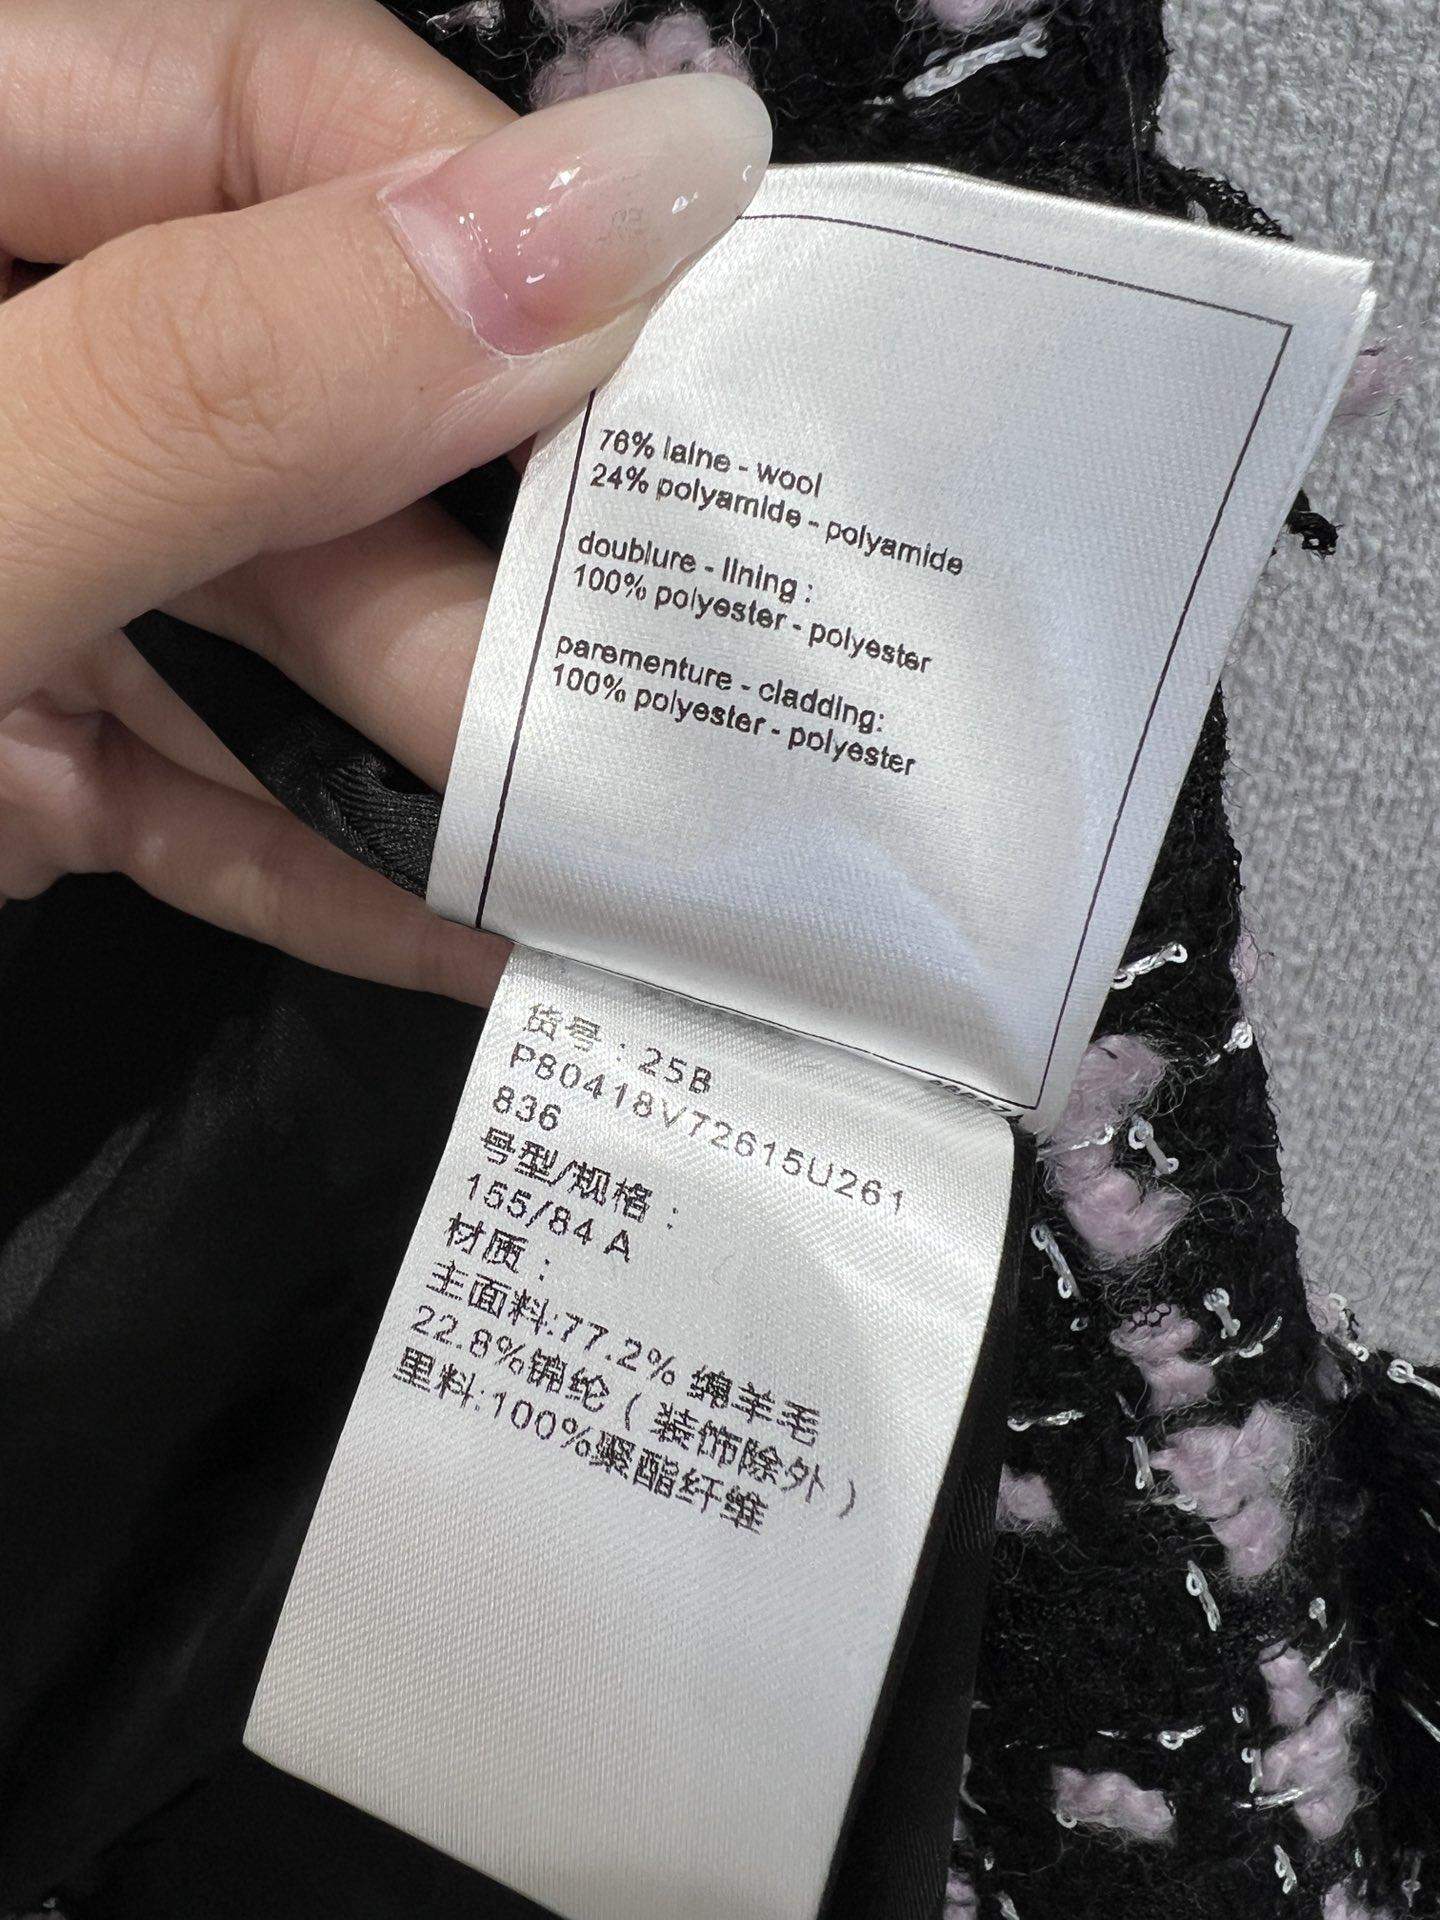 76% laine - wool
24% polyamide - polyamide
doublure - lining :
100% polyester - polyester
parementure - cladding:
100% polyester - polyester
货号：25B
P80418V72615U261
836
号型/规格：
155/84 A
材质：
主面料:77.2% 绵羊毛
22.8%锦纶（装饰除外）
里料:100%聚酯纤维